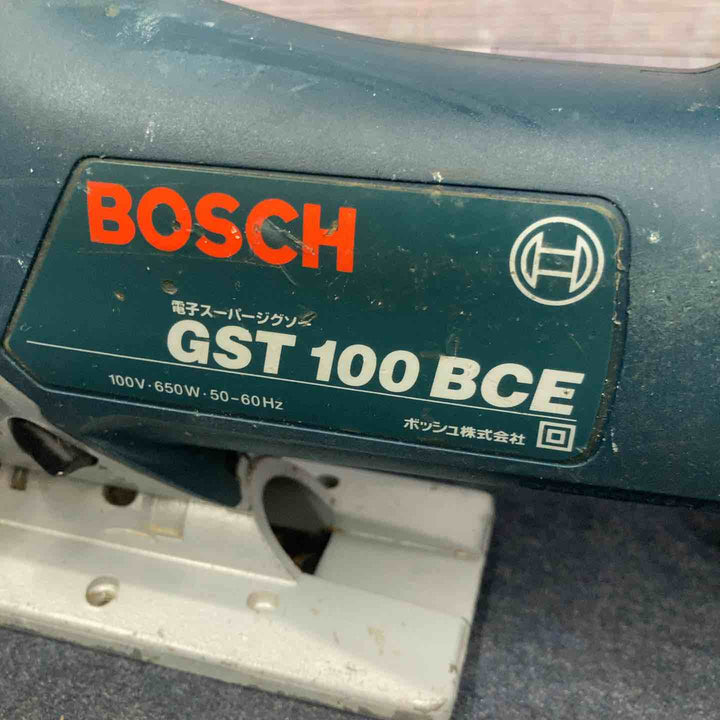 BOSCH
電子スーパージグソー
GST 100 BCE
100V・650W・50-60Hz
ボッシュ株式会社